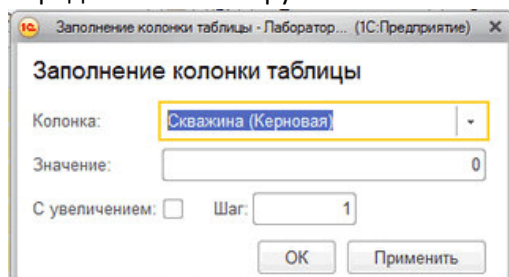 Заполнение колонки таблицы - Лаборатор... (1С:Предприятие)
Заполнение колонки таблицы
Колонка: Скважина (Керновая)
Значение: 0
С увеличением: Шаг: 1
ОК Применить